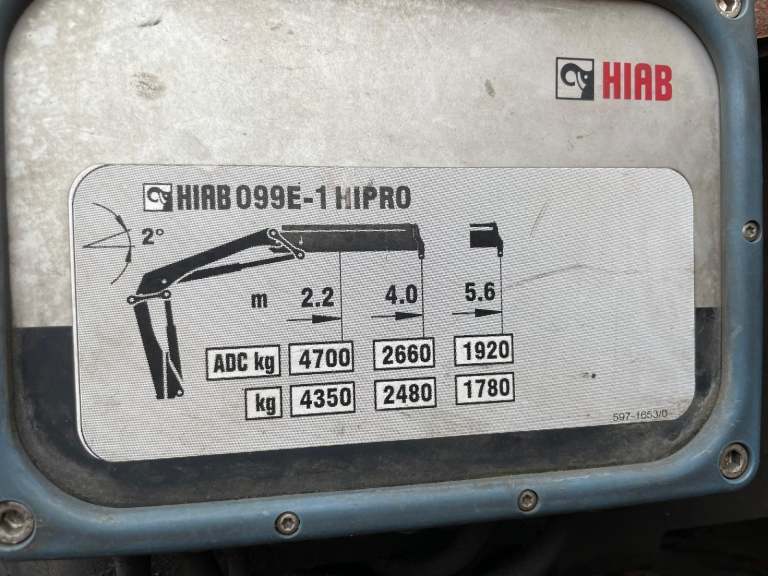 HIAB
HIAB 099E-1 HIPRO
2°
m 2.2 4.0 5.6
ADC kg 4700 2660 1920
kg 4350 2480 1780
597-1653/0